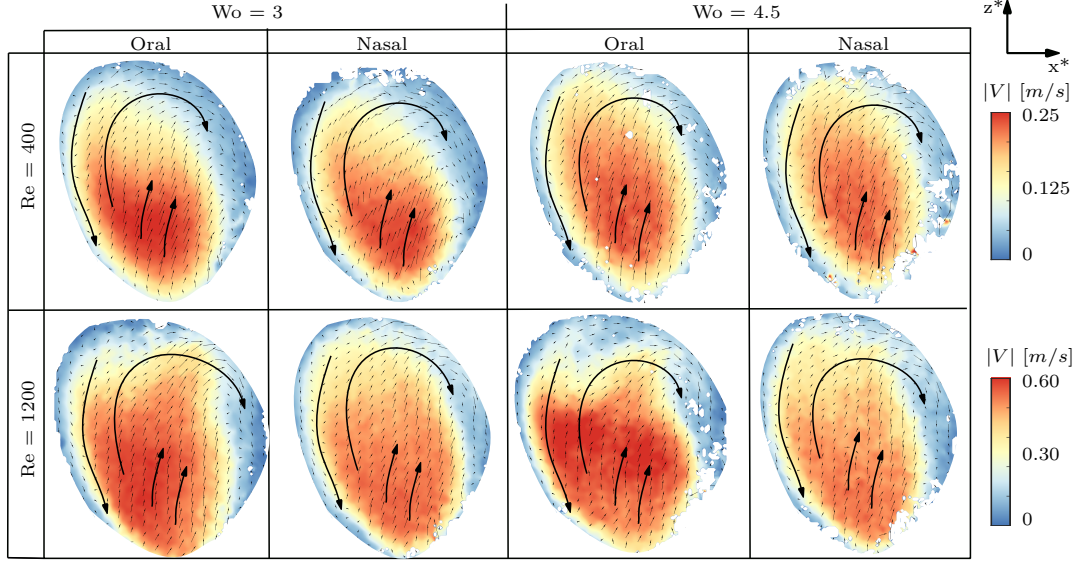 Wo = 3
Wo = 4.5
z*
x*
Oral
Nasal
Oral
Nasal
Re = 400
|V| [m/s]
0.25
0.125
0
Re = 1200
|V| [m/s]
0.60
0.30
0